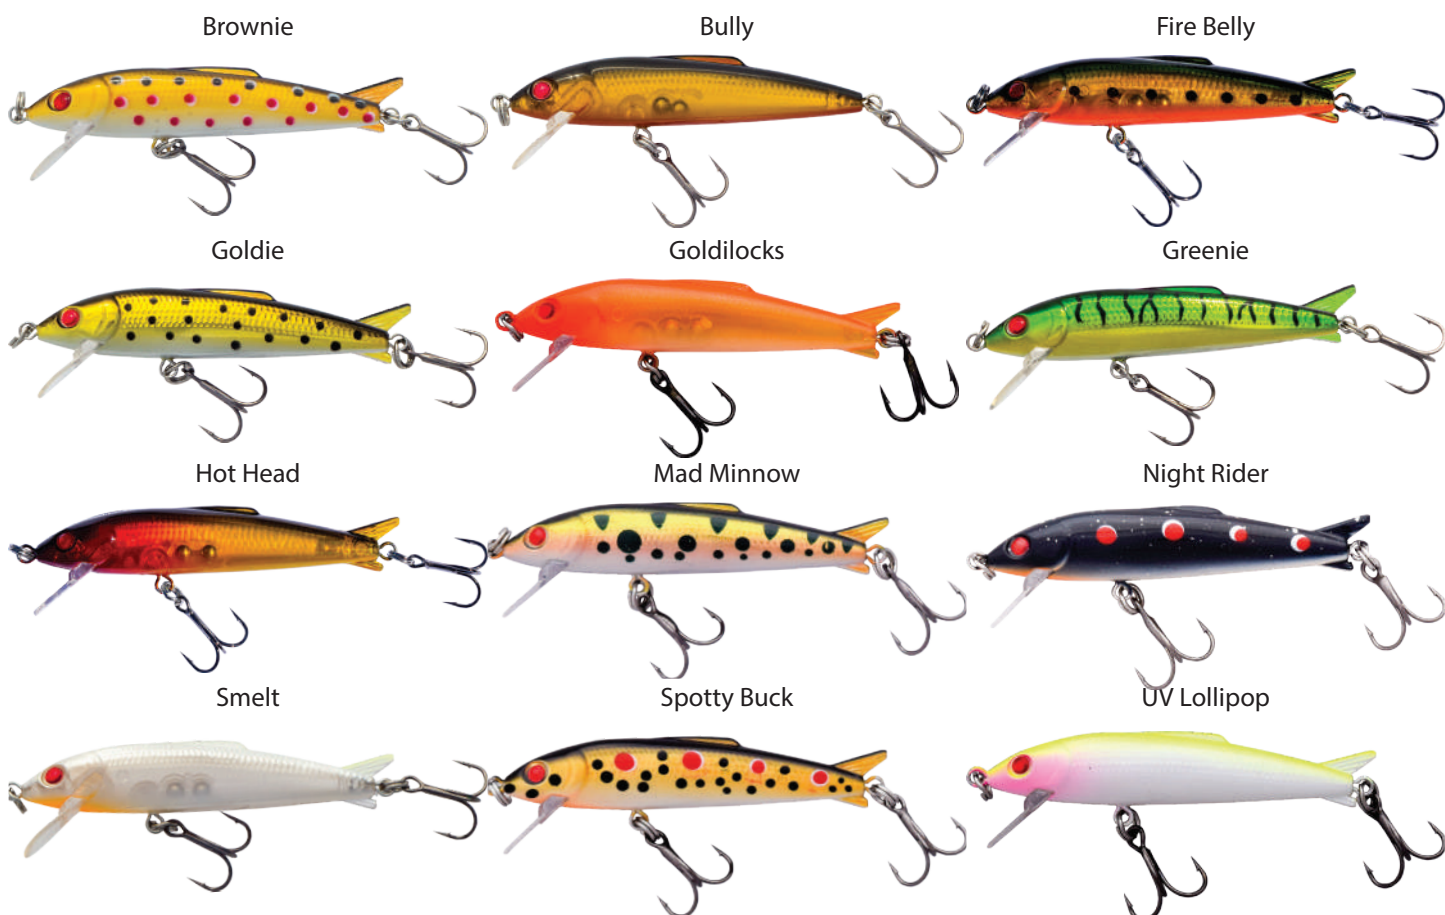 Brownie
Bully
Fire Belly
Goldie
Goldilocks
Greenie
Hot Head
Mad Minnow
Night Rider
Smelt
Spotty Buck
UV Lollipop